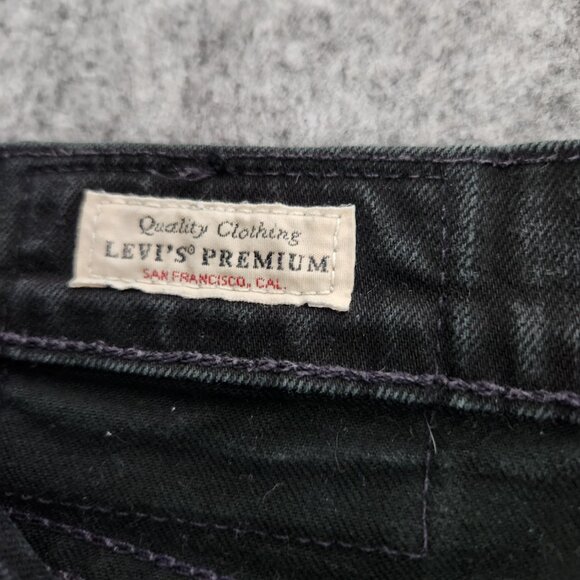 Quality Clothing
LEVI'S® PREMIUM
SAN FRANCISCO, CAL.